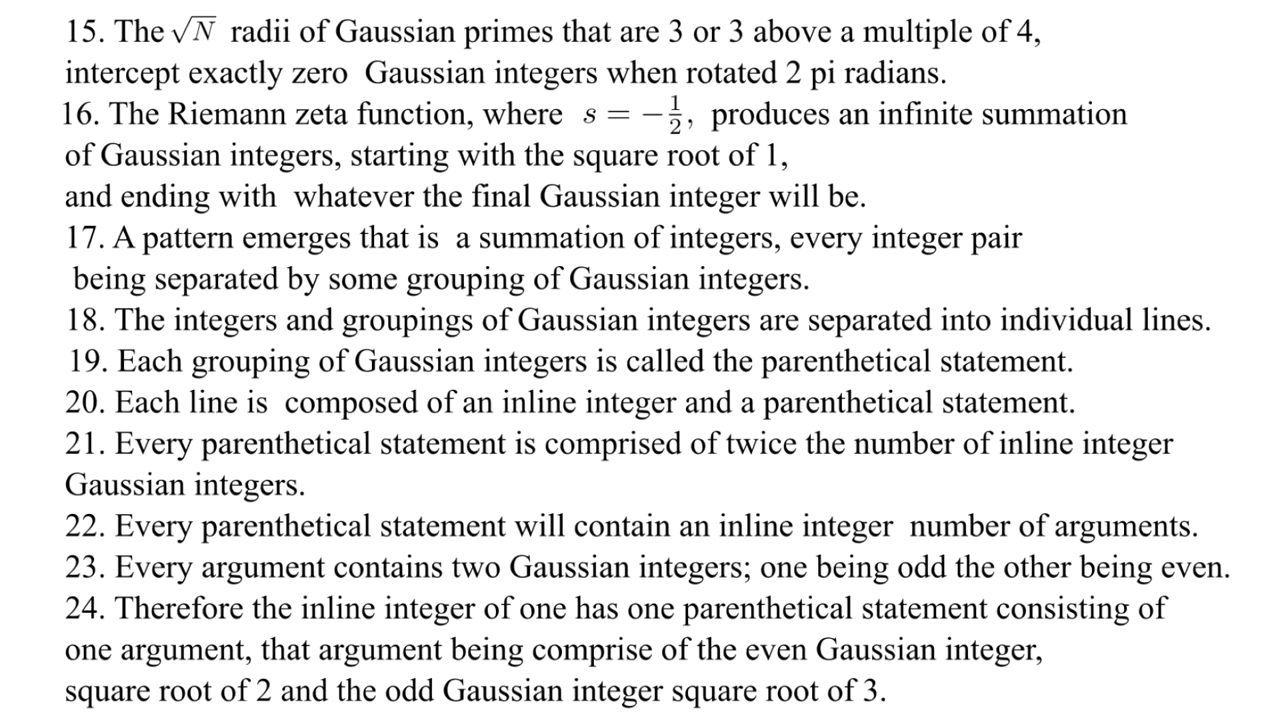 15. The √N radii of Gaussian primes that are 3 or 3 above a multiple of 4,
intercept exactly zero Gaussian integers when rotated 2 pi radians.
16. The Riemann zeta function, where s = −1/2, produces an infinite summation
of Gaussian integers, starting with the square root of 1,
and ending with whatever the final Gaussian integer will be.
17. A pattern emerges that is a summation of integers, every integer pair
being separated by some grouping of Gaussian integers.
18. The integers and groupings of Gaussian integers are separated into individual lines.
19. Each grouping of Gaussian integers is called the parenthetical statement.
20. Each line is composed of an inline integer and a parenthetical statement.
21. Every parenthetical statement is comprised of twice the number of inline integer
Gaussian integers.
22. Every parenthetical statement will contain an inline integer number of arguments.
23. Every argument contains two Gaussian integers; one being odd the other being even.
24. Therefore the inline integer of one has one parenthetical statement consisting of
one argument, that argument being comprise of the even Gaussian integer,
square root of 2 and the odd Gaussian integer square root of 3.